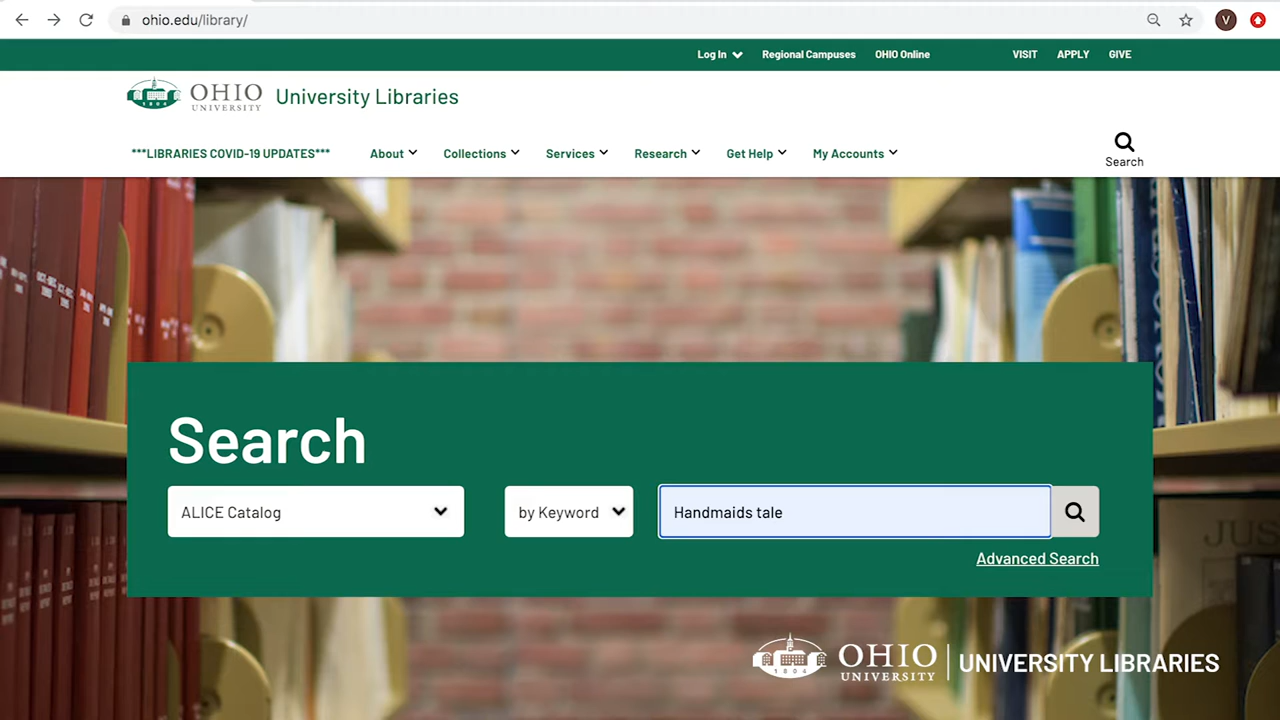 ohio.edu/library/
V
Log In Regional Campuses OHIO Online VISIT APPLY GIVE
1804
OHIO
UNIVERSITY
University Libraries
***LIBRARIES COVID-19 UPDATES*** About Collections Services Research Get Help My Accounts
Search
Search
ALICE Catalog by Keyword Handmaids tale
Advanced Search
1804
OHIO
UNIVERSITY
UNIVERSITY LIBRARIES